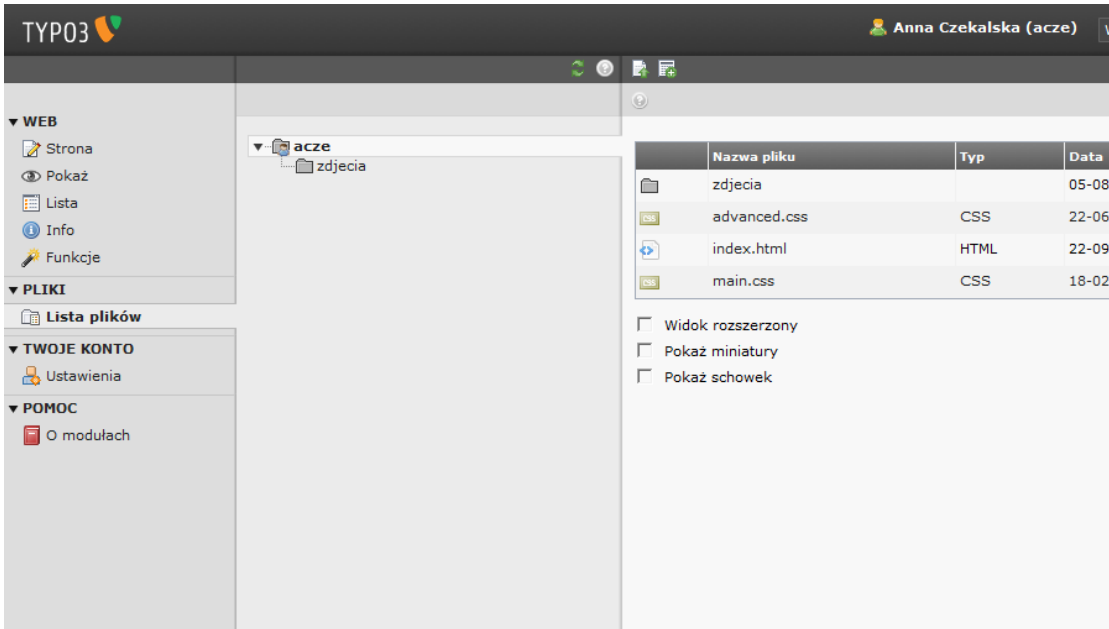 TYPO3
Anna Czekalska (acze)
WEB
Strona
Pokaż
Lista
Info
Funkcje
PLIKI
Lista plików
TWOJE KONTO
Ustawienia
POMOC
O modułach
acze
zdjecia
Nazwa pliku Typ Data
zdjecia 05-08
CSS advanced.css CSS 22-06
index.html HTML 22-09
CSS main.css CSS 18-02
Widok rozszerzony
Pokaż miniatury
Pokaż schowek